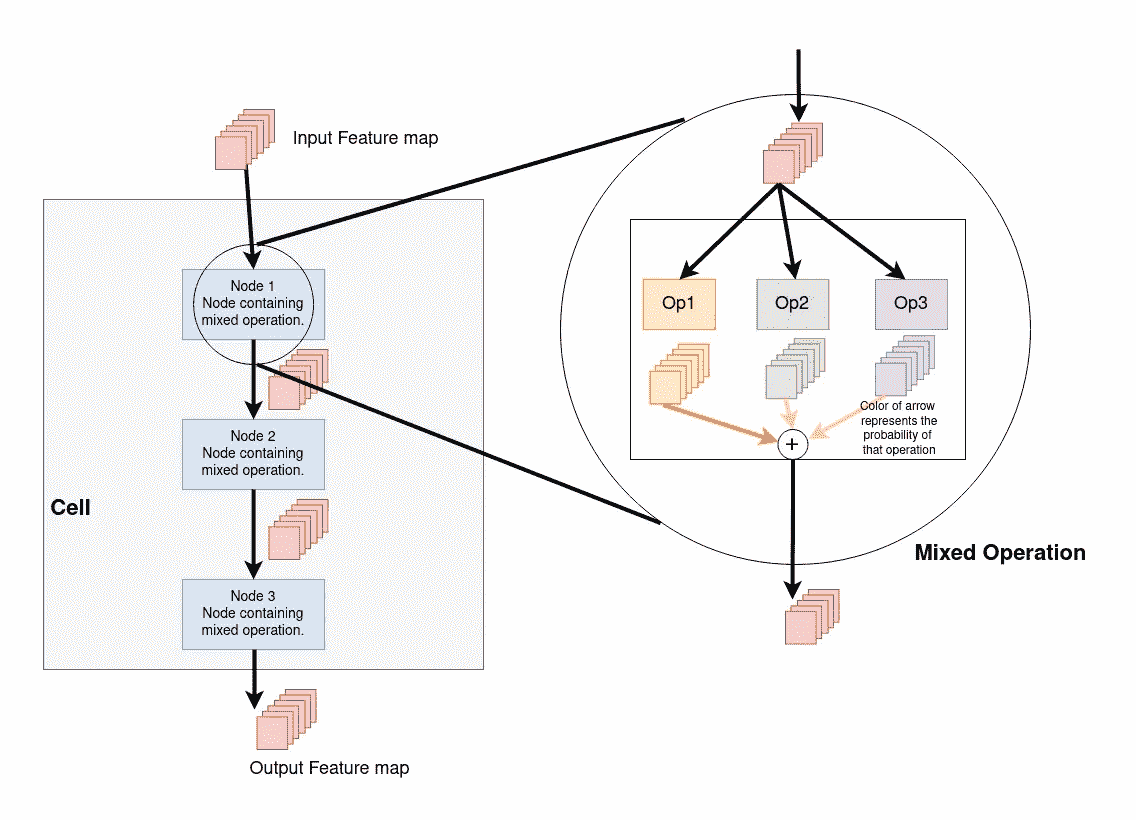 Input Feature map
Node 1
Node containing
mixed operation.
Node 2
Node containing
mixed operation.
Cell
Node 3
Node containing
mixed operation.
Output Feature map
Op1
Op2
Op3
Color of arrow
represents the
probability of
that operation
+
Mixed Operation